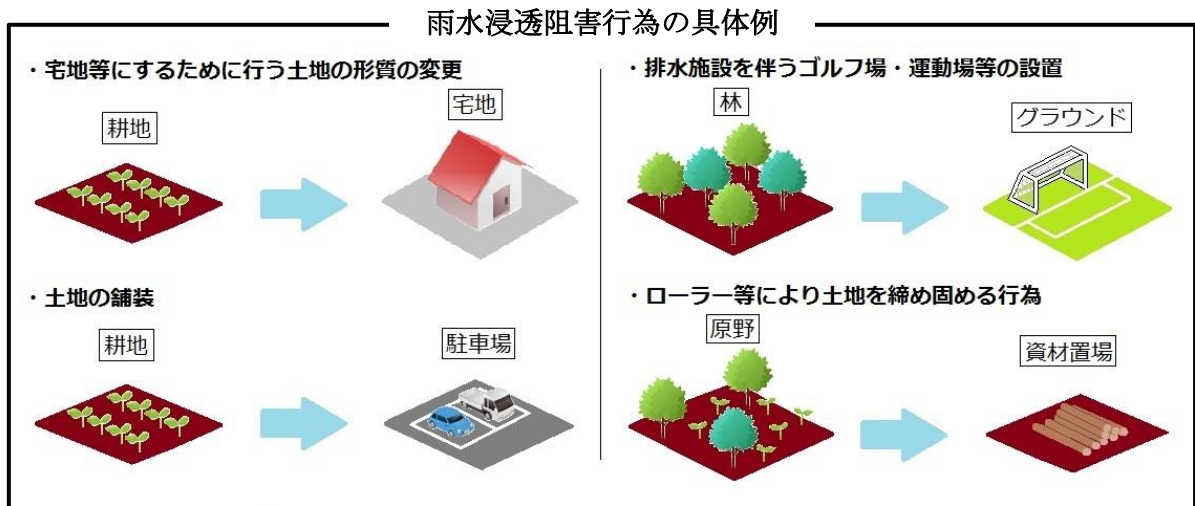 雨水浸透阻害行為の具体例
・宅地等にするために行う土地の形質の変更
耕地
宅地
・土地の舗装
耕地
駐車場
・排水施設を伴うゴルフ場・運動場等の設置
林
グラウンド
・ローラー等により土地を締め固める行為
原野
資材置場